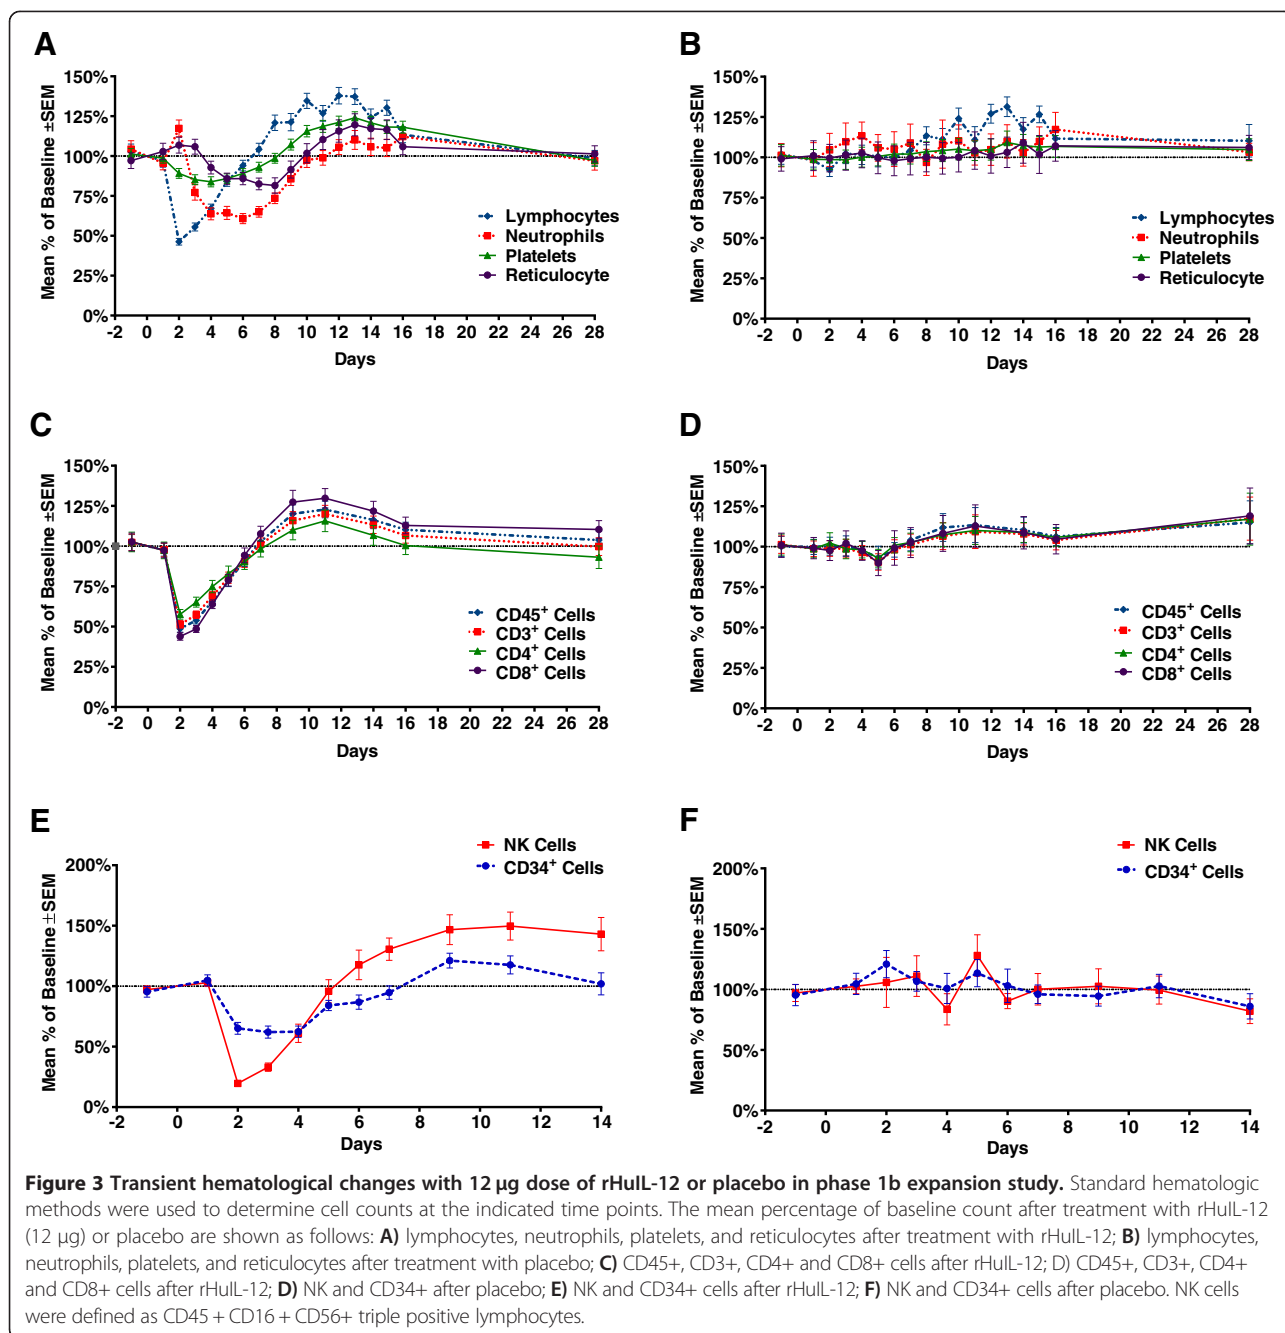 A
Mean % of Baseline ±SEM
150%
125%
100%
75%
50%
25%
0%
-2 0 2 4 6 8 10 12 14 16 18 20 22 24 26 28
Days
Lymphocytes
Neutrophils
Platelets
Reticulocyte
B
Mean % of Baseline ±SEM
150%
125%
100%
75%
50%
25%
0%
-2 0 2 4 6 8 10 12 14 16 18 20 22 24 26 28
Days
Lymphocytes
Neutrophils
Platelets
Reticulocyte
C
Mean % of Baseline ±SEM
150%
125%
100%
75%
50%
25%
0%
-2 0 2 4 6 8 10 12 14 16 18 20 22 24 26 28
Days
CD45+ Cells
CD3+ Cells
CD4+ Cells
CD8+ Cells
D
Mean % of Baseline ±SEM
150%
125%
100%
75%
50%
25%
0%
-2 0 2 4 6 8 10 12 14 16 18 20 22 24 26 28
Days
CD45+ Cells
CD3+ Cells
CD4+ Cells
CD8+ Cells
E
NK Cells
CD34+ Cells
Mean % of Baseline ±SEM
200%
150%
100%
50%
0%
-2 0 2 4 6 8 10 12 14
Days
F
NK Cells
CD34+ Cells
Mean % of Baseline ±SEM
200%
150%
100%
50%
0%
-2 0 2 4 6 8 10 12 14
Days
Figure 3 Transient hematological changes with 12 µg dose of rHuIL-12 or placebo in phase 1b expansion study. Standard hematologic
methods were used to determine cell counts at the indicated time points. The mean percentage of baseline count after treatment with rHuIL-12
(12 µg) or placebo are shown as follows: A) lymphocytes, neutrophils, platelets, and reticulocytes after treatment with rHuIL-12; B) lymphocytes,
neutrophils, platelets, and reticulocytes after treatment with placebo; C) CD45+, CD3+, CD4+ and CD8+ cells after rHuIL-12; D) CD45+, CD3+, CD4+
and CD8+ cells after rHuIL-12; D) NK and CD34+ after placebo; E) NK and CD34+ cells after rHuIL-12; F) NK and CD34+ cells after placebo. NK cells
were defined as CD45 + CD16 + CD56+ triple positive lymphocytes.